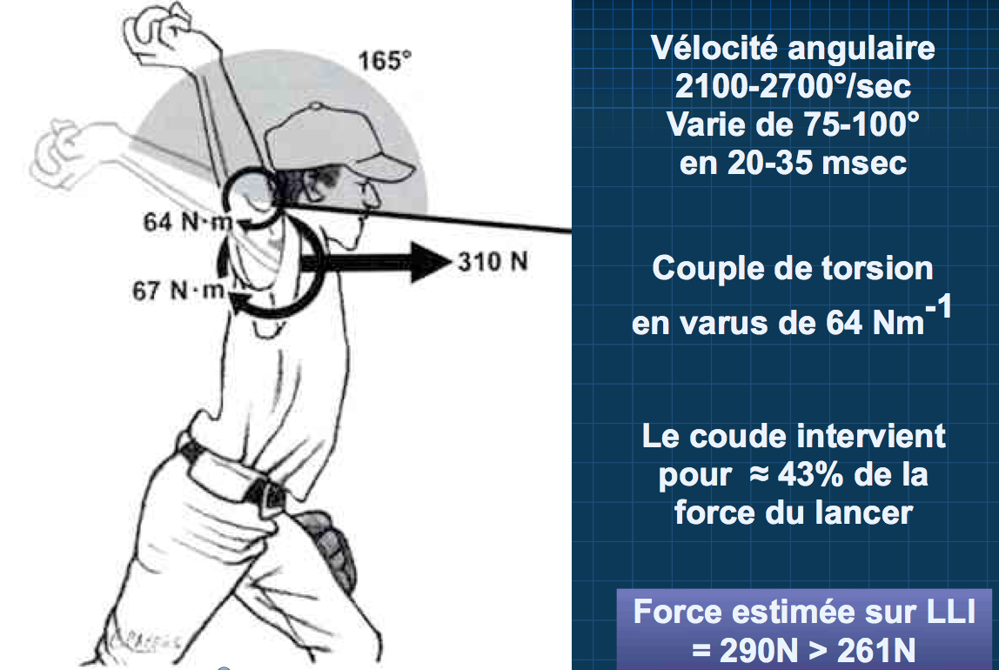 165°
64 N·m
310 N
67 N·m
Vélocité angulaire
2100-2700°/sec
Varie de 75-100°
en 20-35 msec
Couple de torsion
en varus de 64 Nm-1
Le coude intervient
pour ≈ 43% de la
force du lancer
Force estimée sur LLI
= 290N > 261N